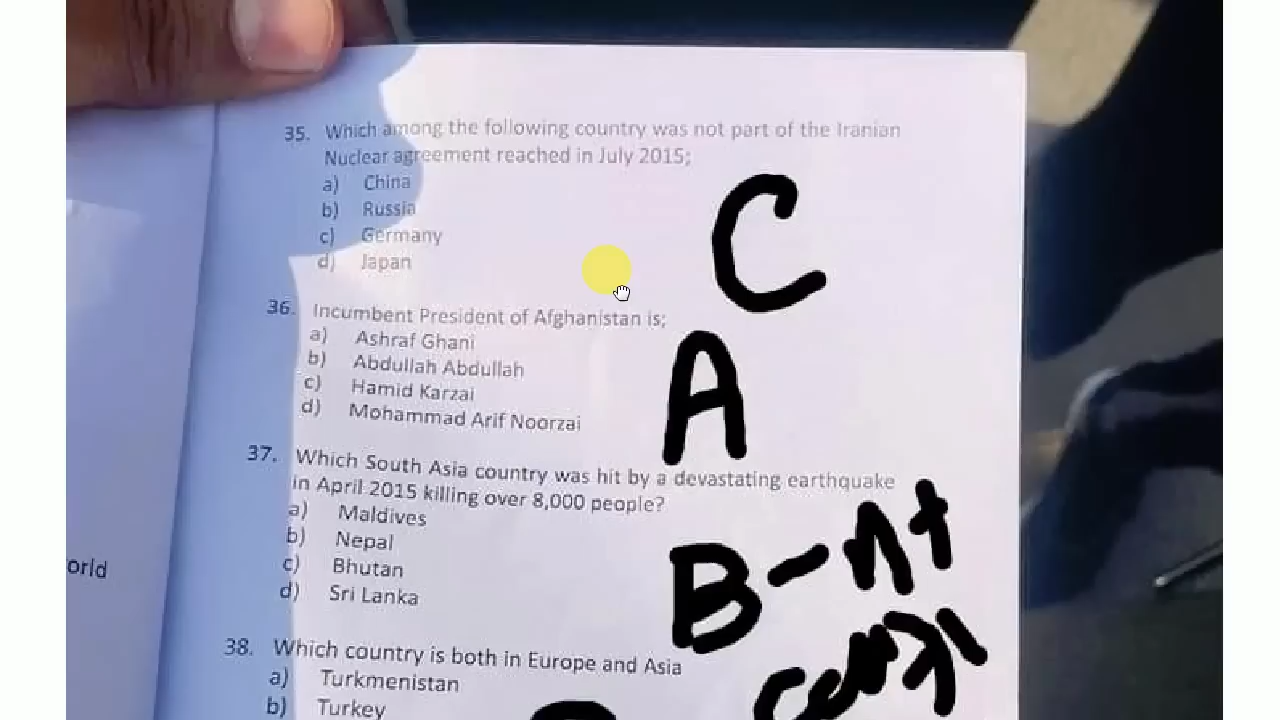 35. Which among the following country was not part of the Iranian
Nuclear agreement reached in July 2015;
a) China
b) Russia
c) Germany
d) Japan
C
36. Incumbent President of Afghanistan is;
a) Ashraf Ghani
b) Abdullah Abdullah
c) Hamid Karzai
d) Mohammad Arif Noorzai
A
37. Which South Asia country was hit by a devastating earthquake
in April 2015 killing over 8,000 people?
a) Maldives
b) Nepal
c) Bhutan
d) Sri Lanka
B - nt
orld
38. Which country is both in Europe and Asia
a) Turkmenistan
b) Turkey